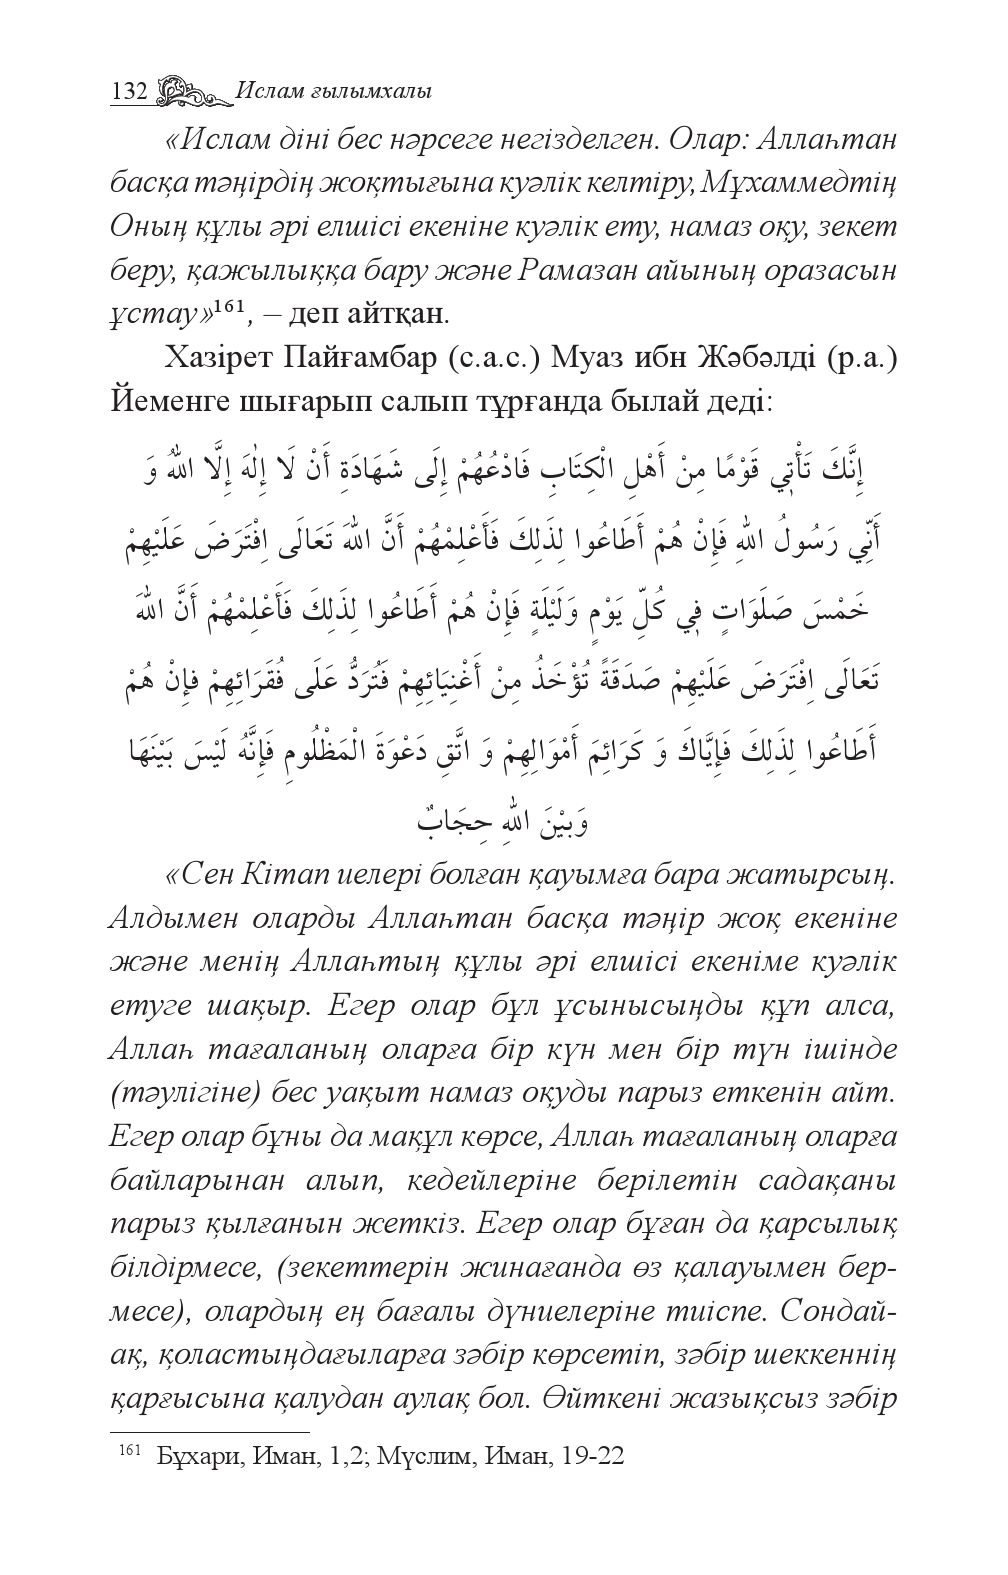 132 Ислам ғылымхалы
«Ислам діні бес нәрсеге негізделген. Олар: Аллаһтан
басқа тәңірдің жоқтығына куәлік келтіру, Мұхаммедтің
Оның құлы әрі елшісі екеніне куәлік ету, намаз оқу, зекет
беру, қажылыққа бару және Рамазан айының оразасын
ұстау»¹⁶¹, – деп айтқан.
Хазірет Пайғамбар (с.а.с.) Муаз ибн Жәбәлді (р.а.)
Йеменге шығарып салып тұрғанда былай деді:
إِنَّكَ تَأْتِي قَوْمًا مِنْ أَهْلِ الْكِتَابِ فَادْعُهُمْ إِلَى شَهَادَةِ أَنْ لَا إِلٰهَ إِلَّا اللهُ وَ
أَنِّي رَسُولُ اللهِ فَإِنْ هُمْ أَطَاعُوا لِذَلِكَ فَأَعْلِمْهُمْ أَنَّ اللهَ تَعَالَى اِفْتَرَضَ عَلَيْهِمْ
خَمْسَ صَلَوَاتٍ فِي كُلِّ يَوْمٍ وَلَيْلَةٍ فَإِنْ هُمْ أَطَاعُوا لِذَلِكَ فَأَعْلِمْهُمْ أَنَّ اللهَ
تَعَالَى اِفْتَرَضَ عَلَيْهِمْ صَدَقَةً تُؤْخَذُ مِنْ أَغْنِيَائِهِمْ فَتُرَدُّ عَلَى فُقَرَائِهِمْ فإِنْ هُمْ
أَطَاعُوا لِذَلِكَ فَإِيَّاكَ وَ كَرَائِمَ أَمْوَالِهِمْ وَ اتَّقِ دَعْوَةَ الْمَظْلُومِ فَإِنَّهُ لَيْسَ بَيْنَهَا
وَبَيْنَ اللهِ حِجَابٌ
«Сен Кітап иелері болған қауымға бара жатырсың.
Алдымен оларды Аллаһтан басқа тәңір жоқ екеніне
және менің Аллаһтың құлы әрі елшісі екеніме куәлік
етуге шақыр. Егер олар бұл ұсынысыңды құп алса,
Аллаһ тағаланың оларға бір күн мен бір түн ішінде
(тәулігіне) бес уақыт намаз оқуды парыз еткенін айт.
Егер олар бұны да мақұл көрсе, Аллаһ тағаланың оларға
байларынан алып, кедейлеріне берілетін садақаны
парыз қылғанын жеткіз. Егер олар бұған да қарсылық
білдірмесе, (зекеттерін жинағанда өз қалауымен бер-
месе), олардың ең бағалы дүниелеріне тиіспе. Сондай-
ақ, қоластыңдағыларға зәбір көрсетіп, зәбір шеккеннің
қарғысына қалудан аулақ бол. Өйткені жазықсыз зәбір
161 Бұхари, Иман, 1,2; Мүслим, Иман, 19-22